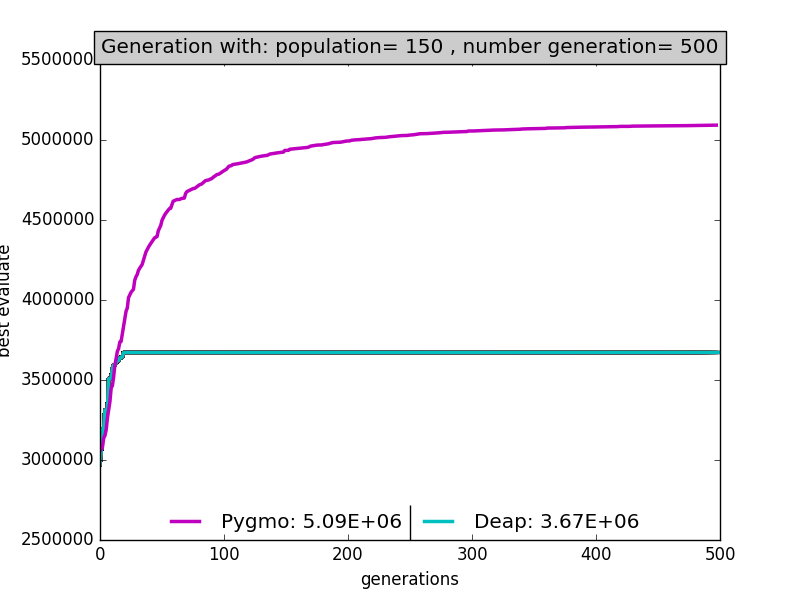 Generation with: population= 150 , number generation= 500
5500000
5000000
4500000
4000000
3500000
3000000
2500000
best evaluate
Pygmo: 5.09E+06 Deap: 3.67E+06
0 100 200 300 400 500
generations